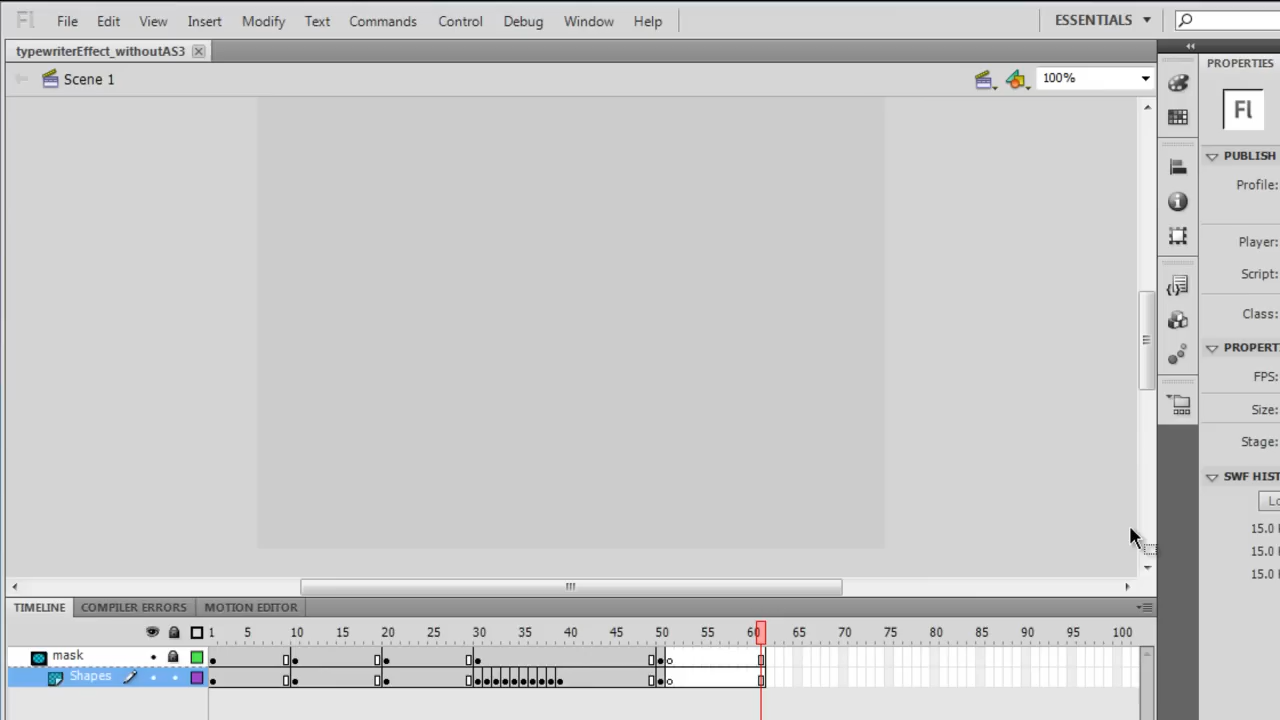 Fl File Edit View Insert Modify Text Commands Control Debug Window Help ESSENTIALS
typewriterEffect_withoutAS3
Scene 1 100%
PROPERTIES
Fl
PUBLISH
Profile:
Player:
Script:
Class:
PROPERT
FPS:
Size:
Stage:
SWF HIST
Lo
15.0
15.0
15.0
TIMELINE COMPILER ERRORS MOTION EDITOR
1 5 10 15 20 25 30 35 40 45 50 55 60 65 70 75 80 85 90 95 100
mask
Shapes